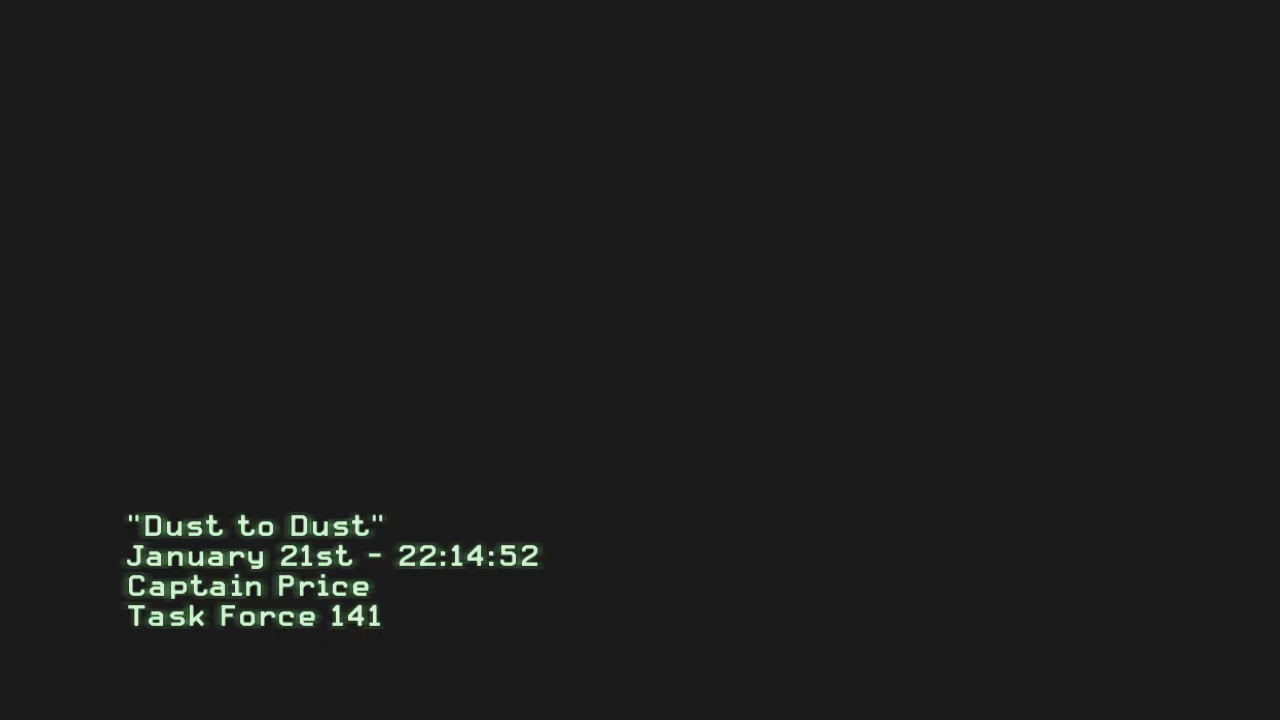 "Dust to Dust"
January 21st - 22:14:52
Captain Price
Task Force 141